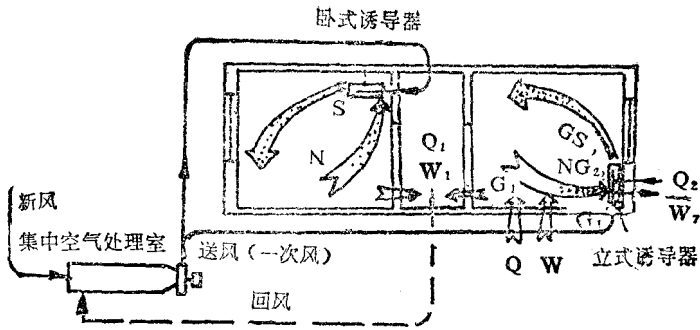 卧式诱导器
S
N
Q₁
W₁
GS,
NG₂,
G₁
Q₂
G₁
Q
W
立式诱导器
新风
集中空气处理室
送风（一次风）
回风